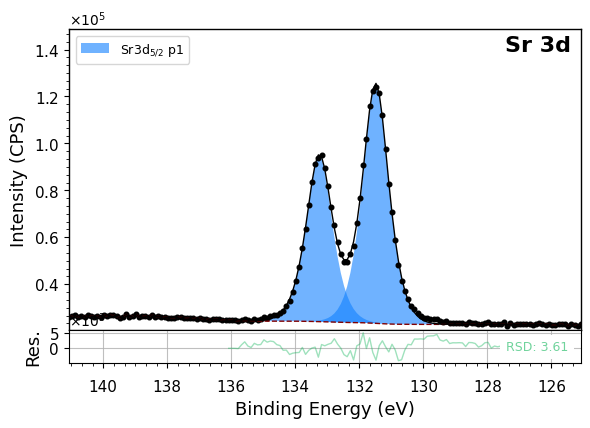 ×10⁵
Sr3d₅/₂ p1
Sr 3d
1.4
1.2
1.0
0.8
0.6
0.4
Intensity (CPS)
5
0
Res.
RSD: 3.61
140
138
136
134
132
130
128
126
Binding Energy (eV)